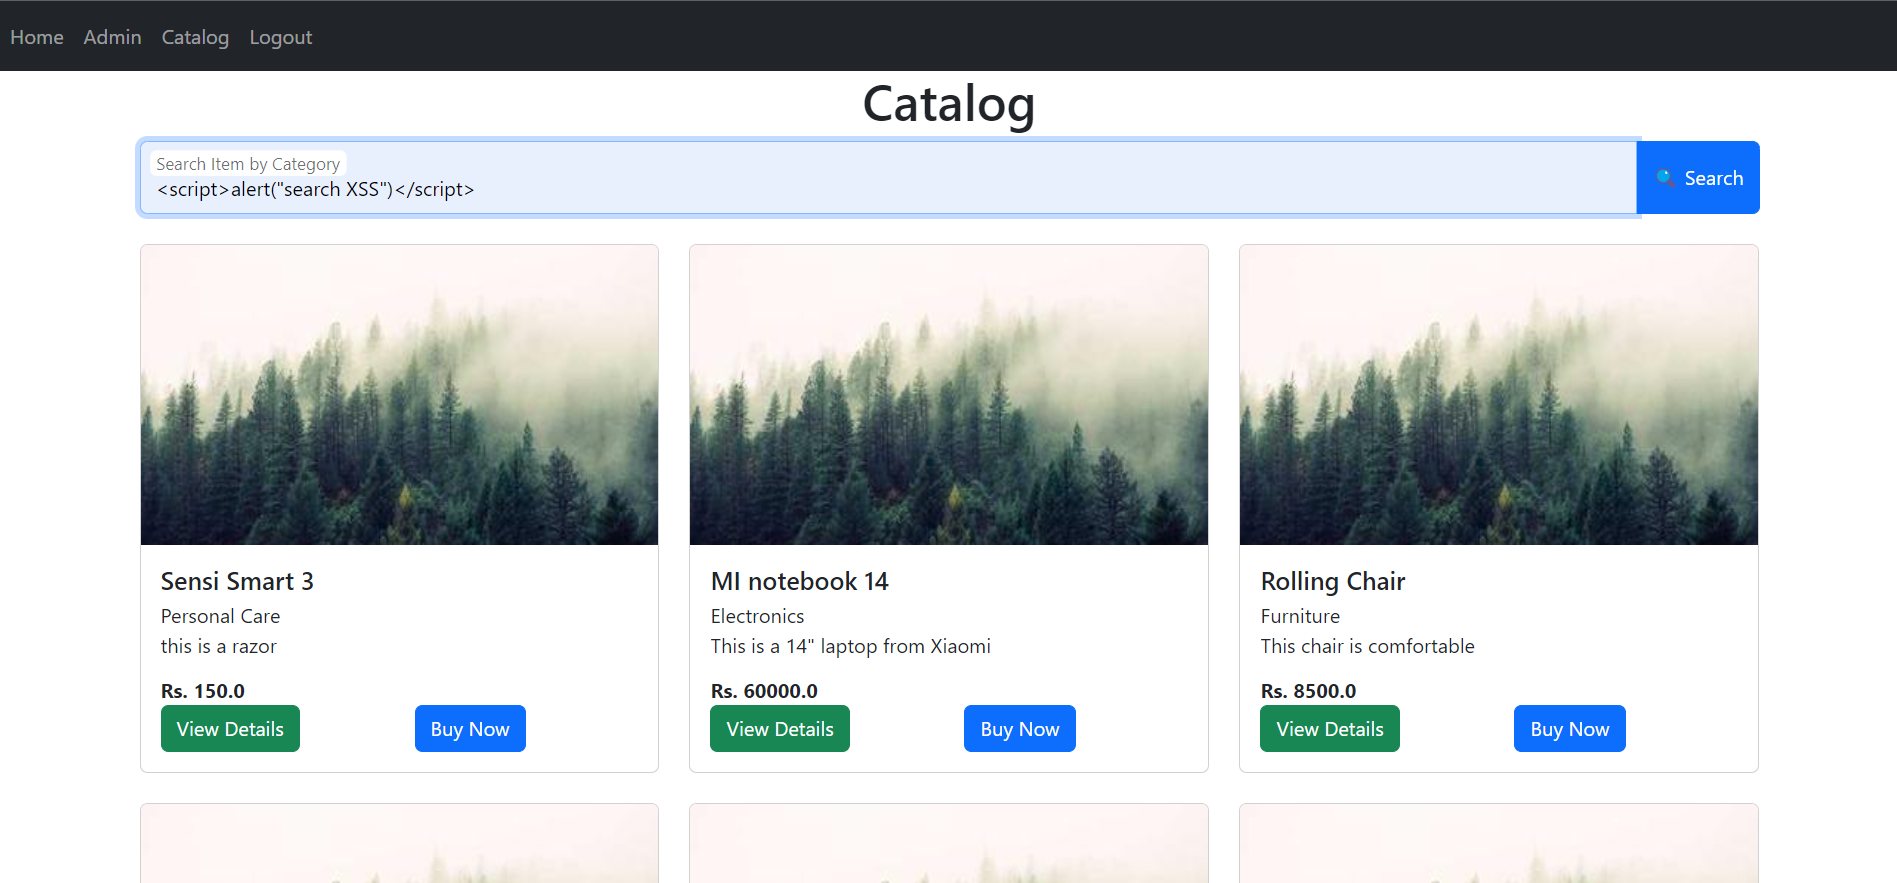 Home Admin Catalog Logout
Catalog
Search Item by Category
<script>alert("search XSS")</script>
Search
Sensi Smart 3
Personal Care
this is a razor
Rs. 150.0
View Details Buy Now
MI notebook 14
Electronics
This is a 14" laptop from Xiaomi
Rs. 60000.0
View Details Buy Now
Rolling Chair
Furniture
This chair is comfortable
Rs. 8500.0
View Details Buy Now